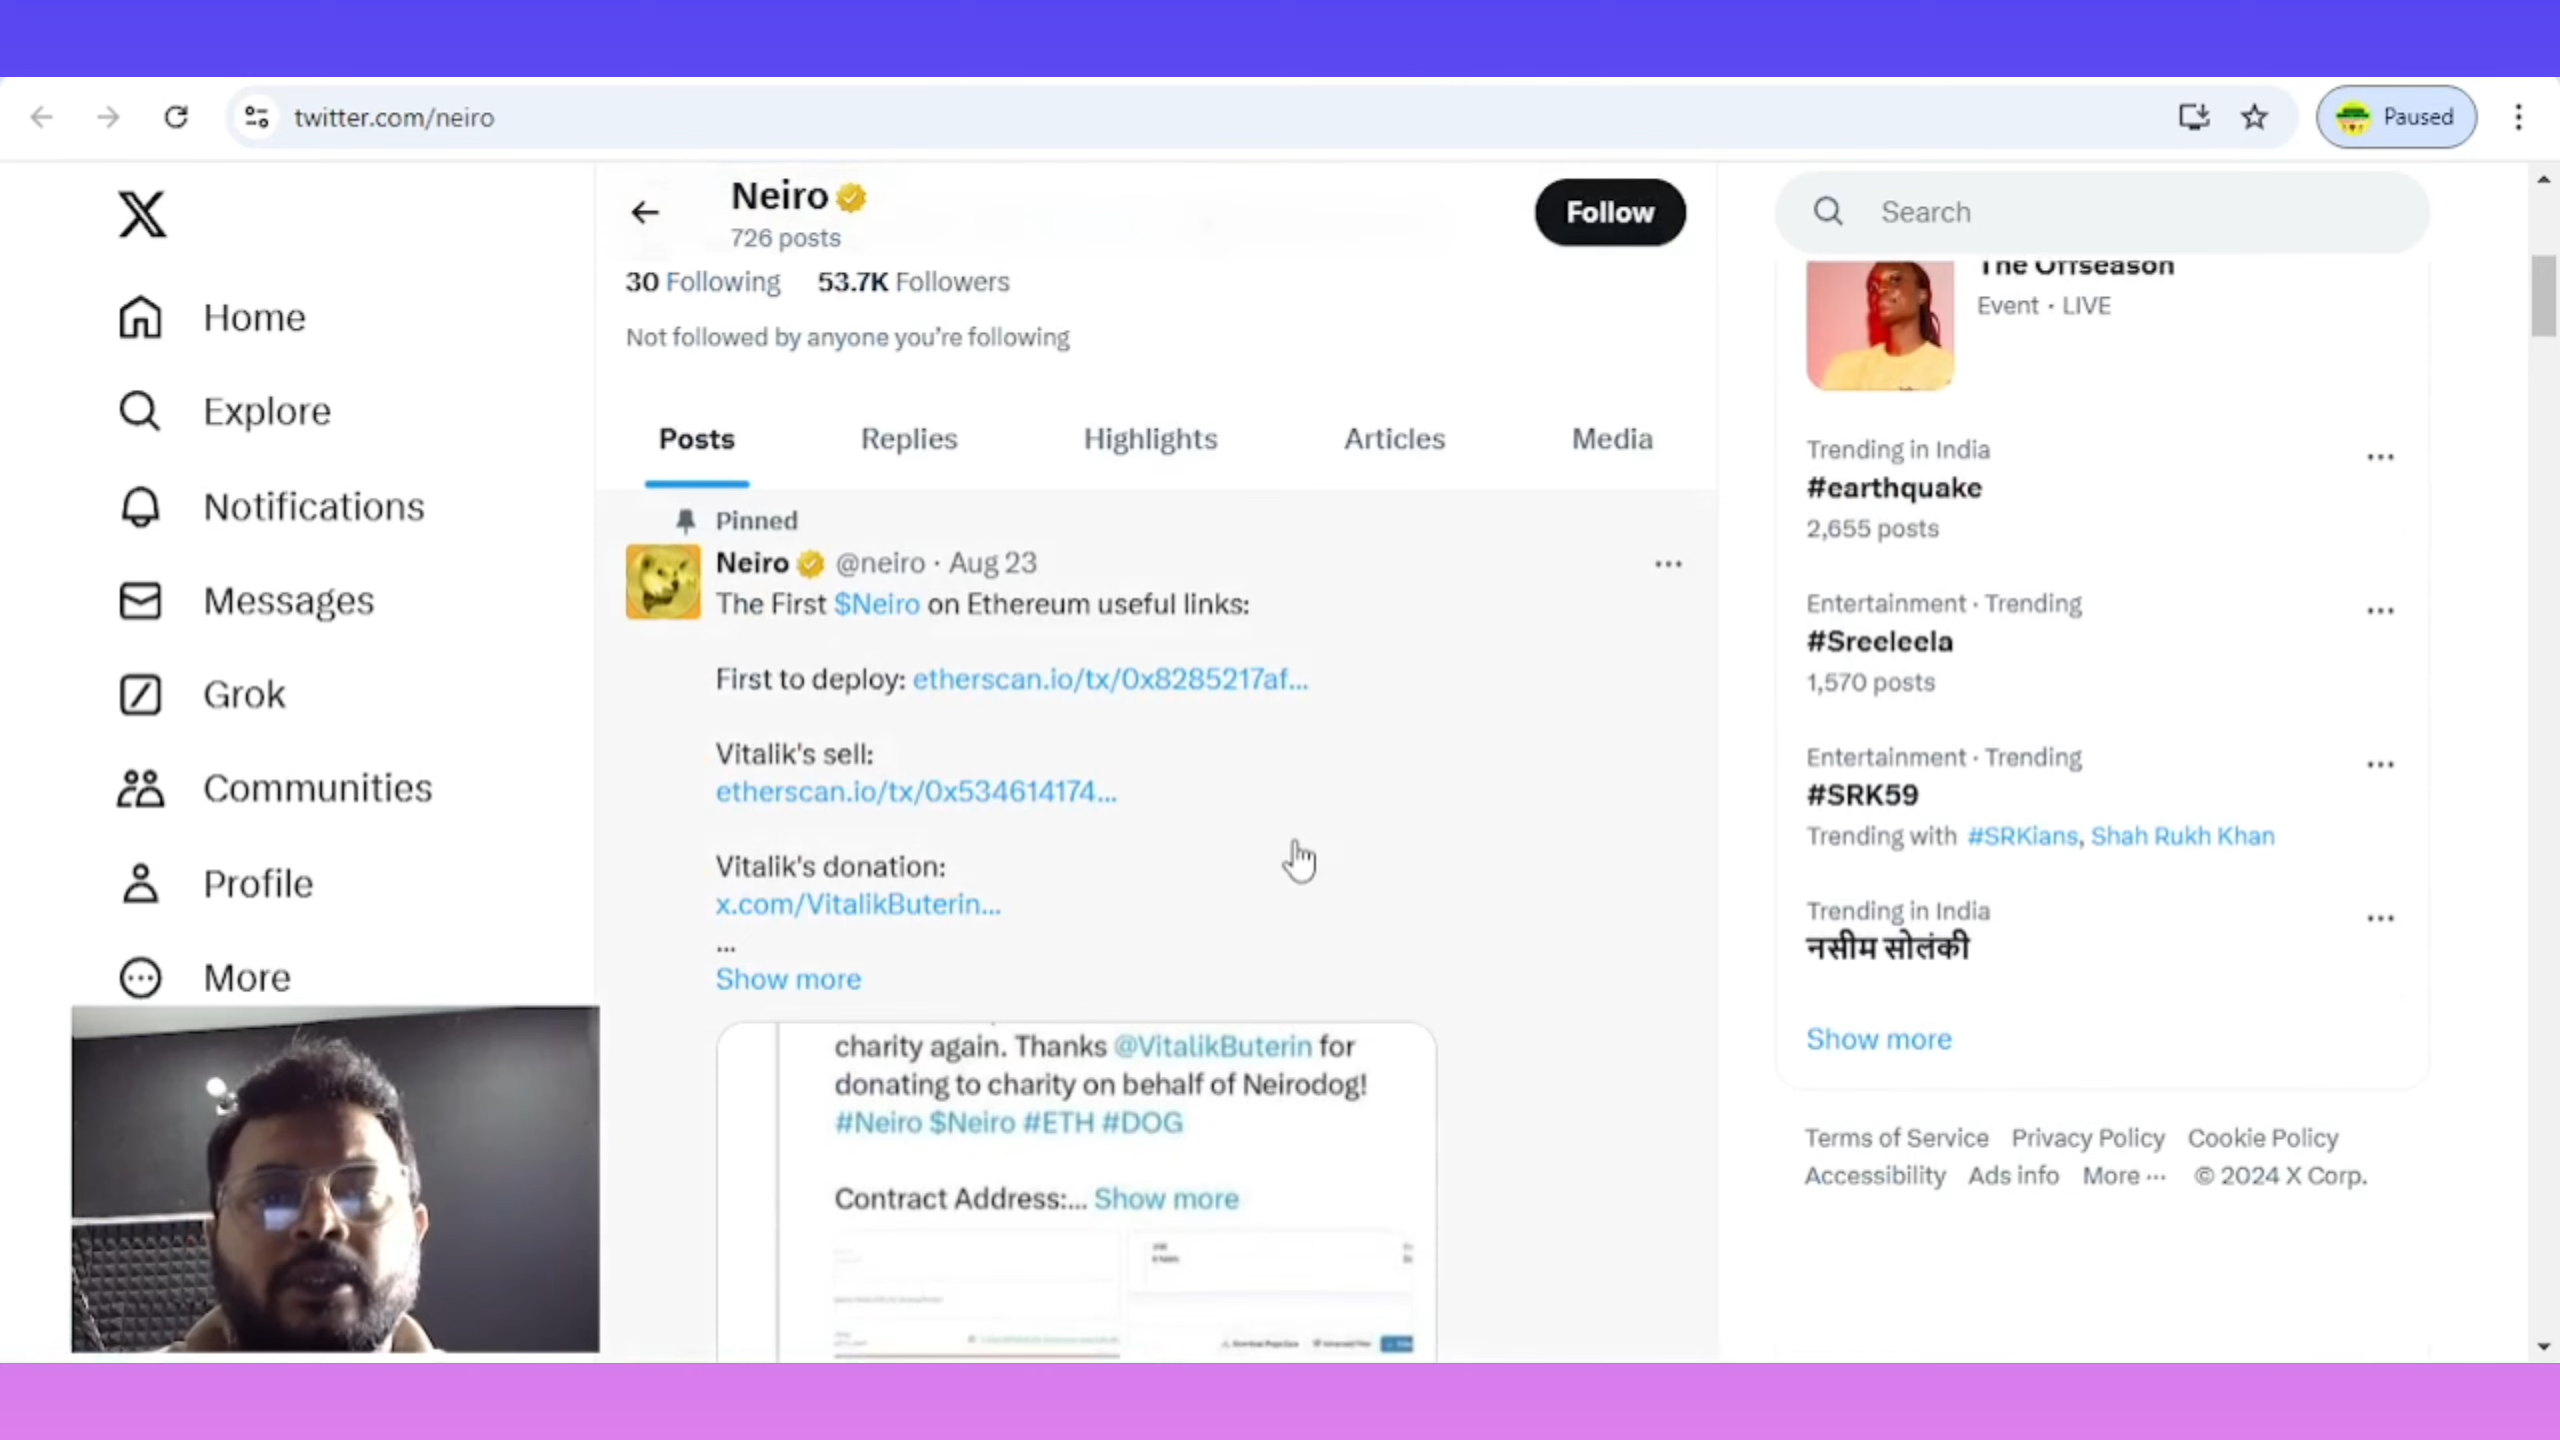 twitter.com/neiro
Paused
Home
Explore
Notifications
Messages
Grok
Communities
Profile
More
Neiro
726 posts
Follow
30 Following 53.7K Followers
Not followed by anyone you're following
Posts Replies Highlights Articles Media
Pinned
Neiro @neiro · Aug 23
The First $Neiro on Ethereum useful links:
First to deploy: etherscan.io/tx/0x8285217af...
Vitalik's sell:
etherscan.io/tx/0x534614174...
Vitalik's donation:
x.com/VitalikButerin...
...
Show more
charity again. Thanks @VitalikButerin for
donating to charity on behalf of Neirodog!
#Neiro $Neiro #ETH #DOG
Contract Address:... Show more
Search
The Offseason
Event · LIVE
Trending in India
#earthquake
2,655 posts
Entertainment · Trending
#Sreeleela
1,570 posts
Entertainment · Trending
#SRK59
Trending with #SRKians, Shah Rukh Khan
Trending in India
नसीम सोलंकी
Show more
Terms of Service Privacy Policy Cookie Policy
Accessibility Ads info More ··· © 2024 X Corp.